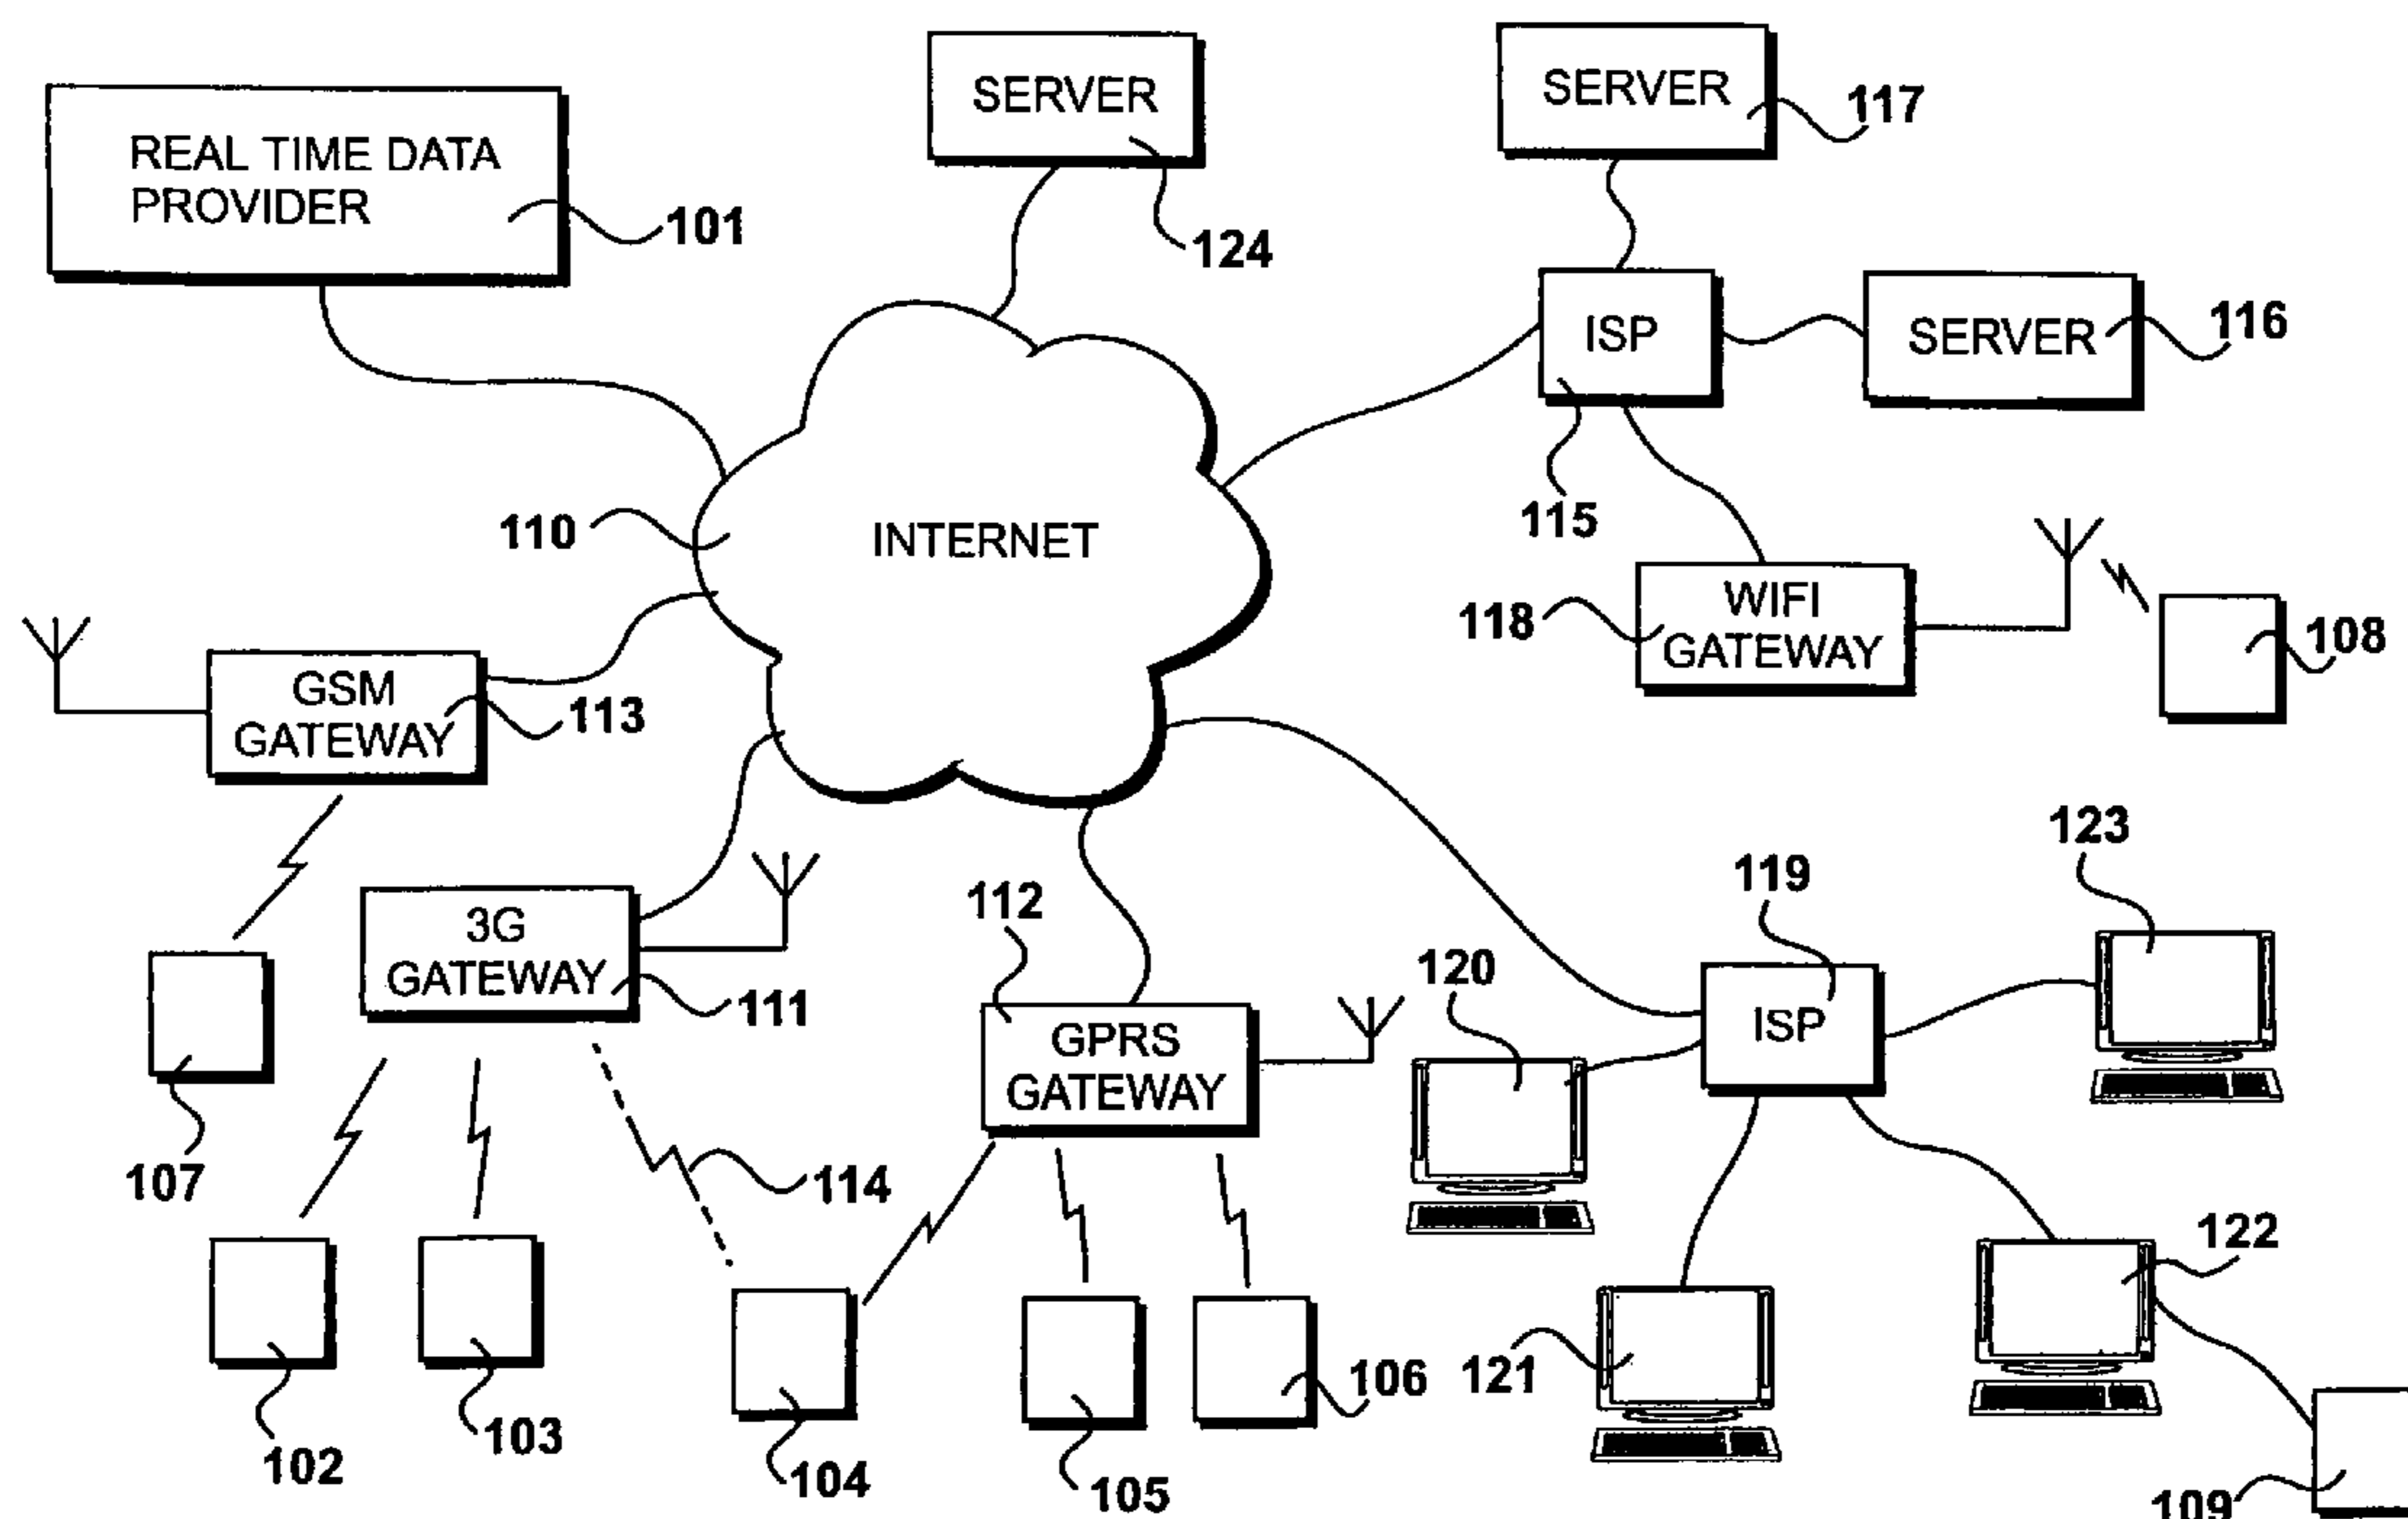 SERVER
SERVER
117
REAL TIME DATA
PROVIDER
101
124
ISP
SERVER
116
110
INTERNET
115
WIFI
GATEWAY
118
108
GSM
GATEWAY
113
123
119
112
3G
GATEWAY
111
120
ISP
GPRS
GATEWAY
107
114
122
106
121
102
103
104
105
109